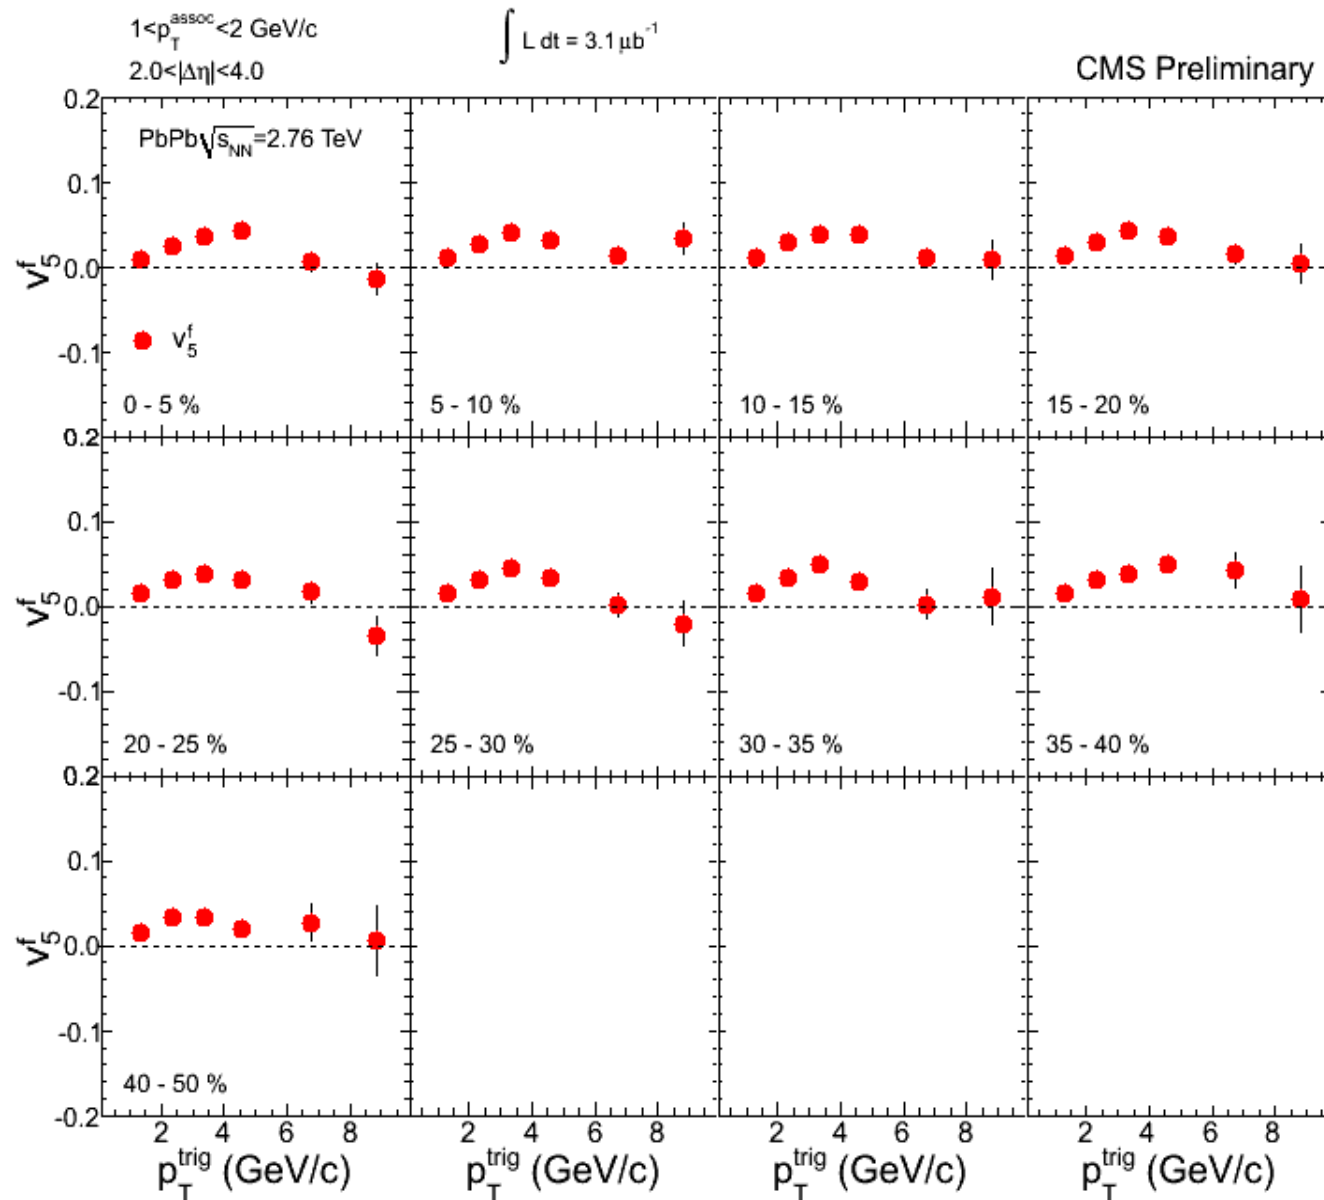 1<p_T^assoc<2 GeV/c
∫ L dt = 3.1 μb⁻¹
2.0<|Δη|<4.0
CMS Preliminary
PbPb√s_NN=2.76 TeV
0.2
0.1
0.0
-0.1
v_5^f
v_5^f
0 - 5 %
5 - 10 %
10 - 15 %
15 - 20 %
0.2
0.1
0.0
-0.1
v_5^f
20 - 25 %
25 - 30 %
30 - 35 %
35 - 40 %
0.2
0.1
0.0
-0.1
-0.2
v_5^f
40 - 50 %
2 4 6 8 2 4 6 8 2 4 6 8 2 4 6 8
p_T^trig (GeV/c) p_T^trig (GeV/c) p_T^trig (GeV/c) p_T^trig (GeV/c)